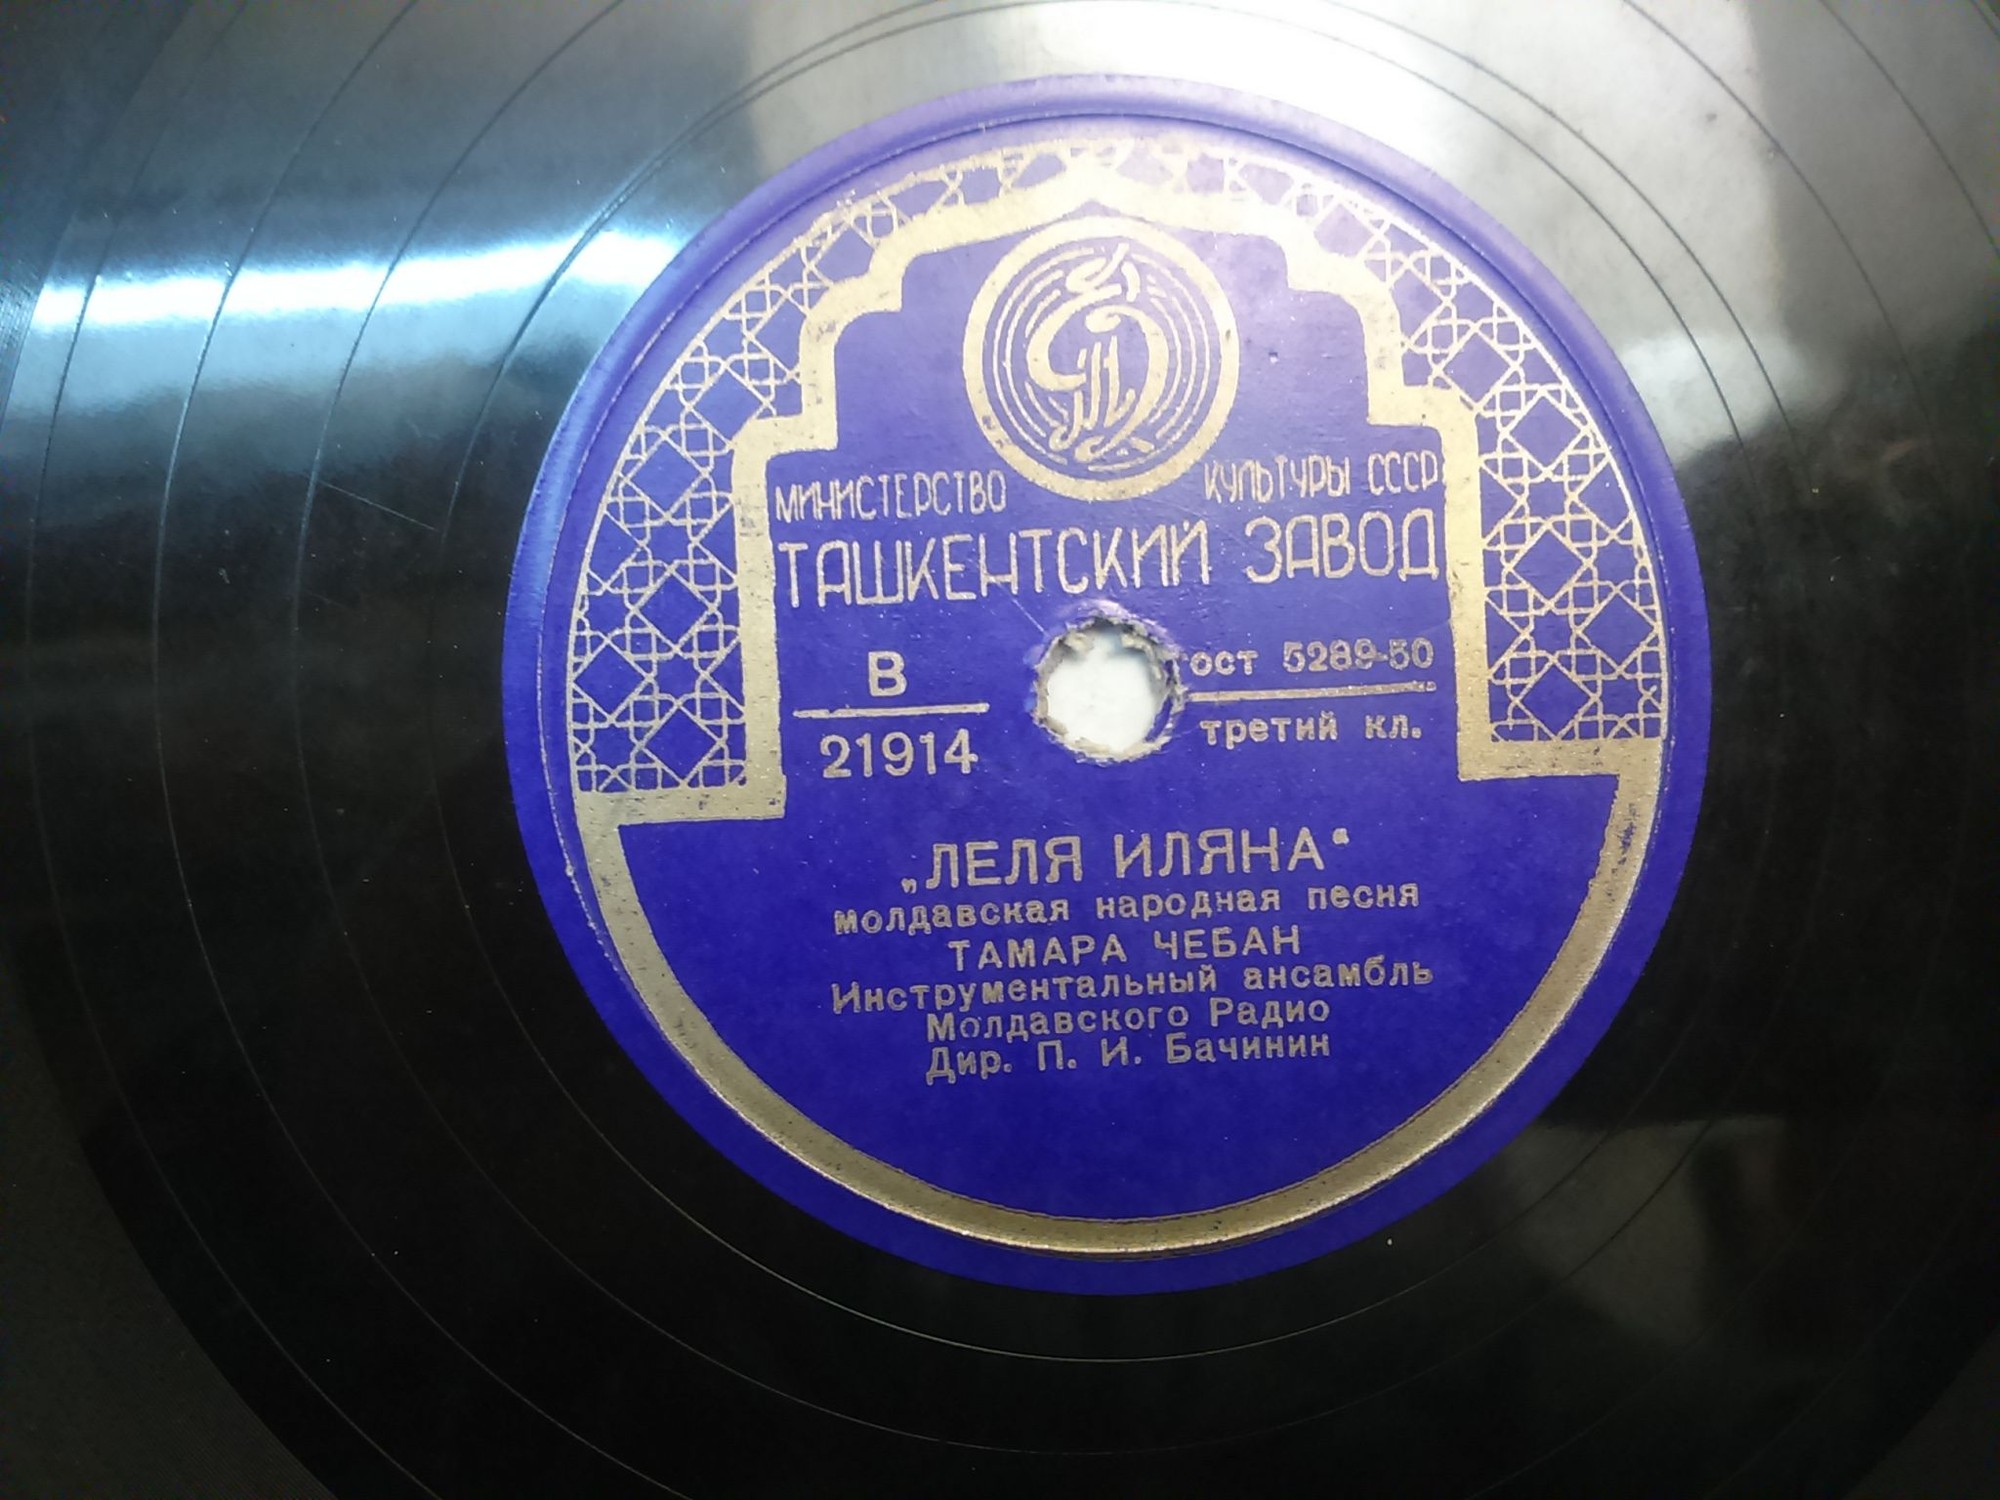 МИНИСТЕРСТВО КУЛЬТУРЫ СССР
ТАШКЕНТСКИЙ ЗАВОД
В
21914
ГОСТ 5289-50
третий кл.
„ЛЕЛЯ ИЛЯНА“
молдавская народная песня
ТАМАРА ЧЕБАН
Инструментальный ансамбль
Молдавского Радио
Дир. П. И. Бачинин